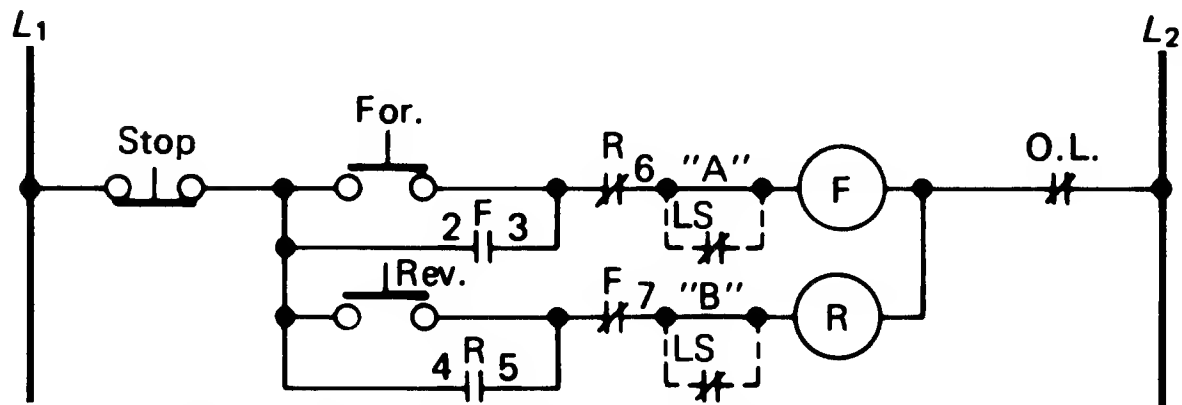 L1 L2
For.
Stop R 6 "A" O.L.
F
2 F 3 LS
Rev. F 7 "B"
R
4 R 5 LS